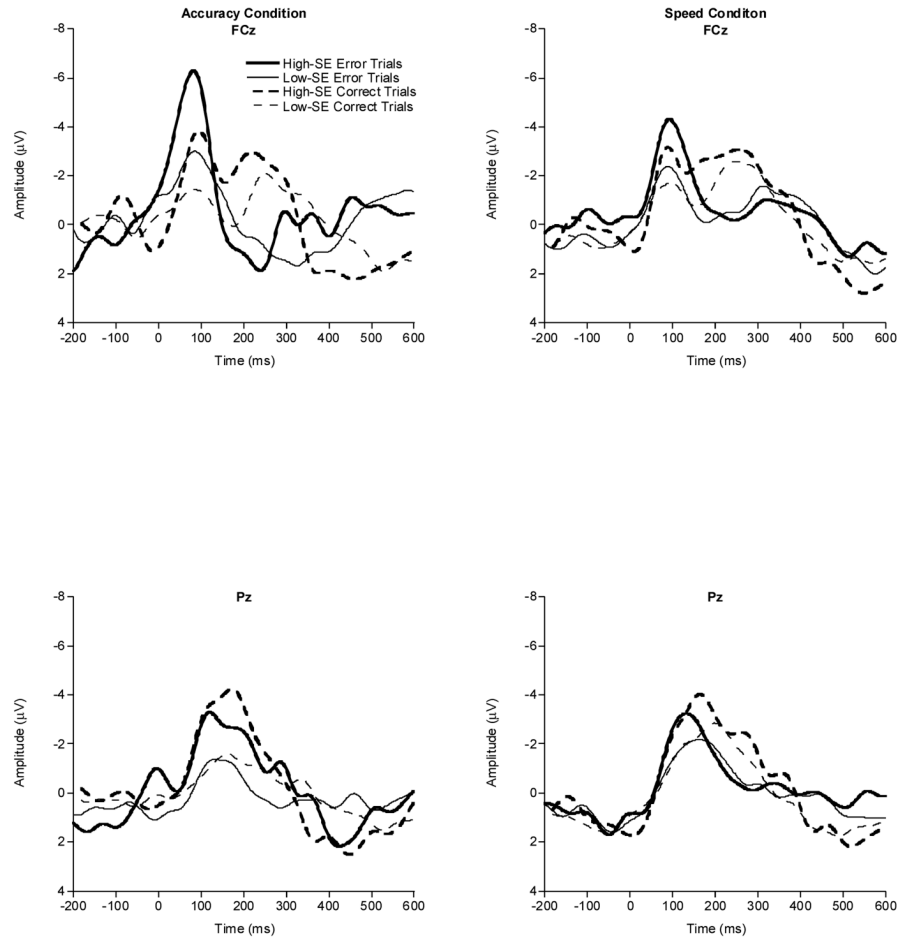 Accuracy Condition
FCz
-8
-6
-4
-2
0
2
4
Amplitude (µV)
High-SE Error Trials
Low-SE Error Trials
High-SE Correct Trials
Low-SE Correct Trials
-200 -100 0 100 200 300 400 500 600
Time (ms)
Speed Conditon
FCz
-8
-6
-4
-2
0
2
4
Amplitude (µV)
-200 -100 0 100 200 300 400 500 600
Time (ms)
Pz
-8
-6
-4
-2
0
2
4
Amplitude (µV)
-200 -100 0 100 200 300 400 500 600
Time (ms)
Pz
-8
-6
-4
-2
0
2
4
Amplitude (µV)
-200 -100 0 100 200 300 400 500 600
Time (ms)